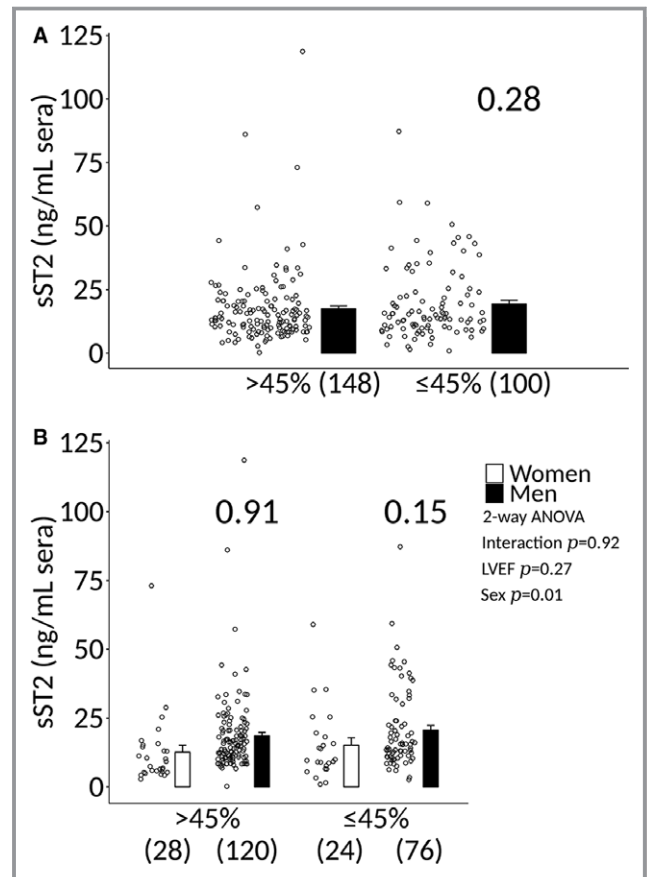 A
125
100
75
50
25
0
sST2 (ng/mL sera)
0.28
>45% (148)
≤45% (100)
B
125
100
75
50
25
0
sST2 (ng/mL sera)
0.91
0.15
Women
Men
2-way ANOVA
Interaction p=0.92
LVEF p=0.27
Sex p=0.01
>45%
≤45%
(28)
(120)
(24)
(76)